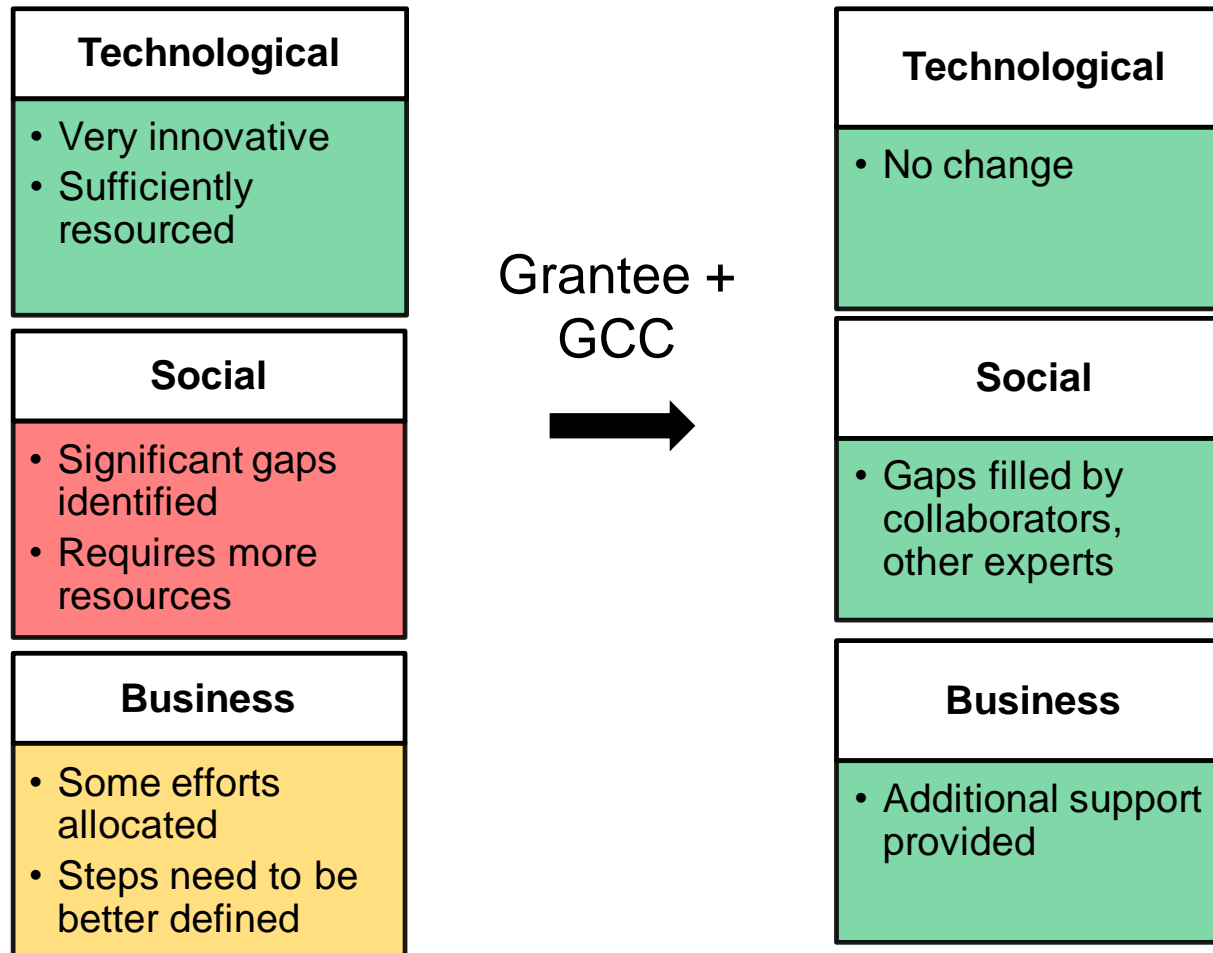 Technological
• Very innovative
• Sufficiently
resourced
Social
• Significant gaps
identified
• Requires more
resources
Business
• Some efforts
allocated
• Steps need to be
better defined
Grantee +
GCC
Technological
• No change
Social
• Gaps filled by
collaborators,
other experts
Business
• Additional support
provided